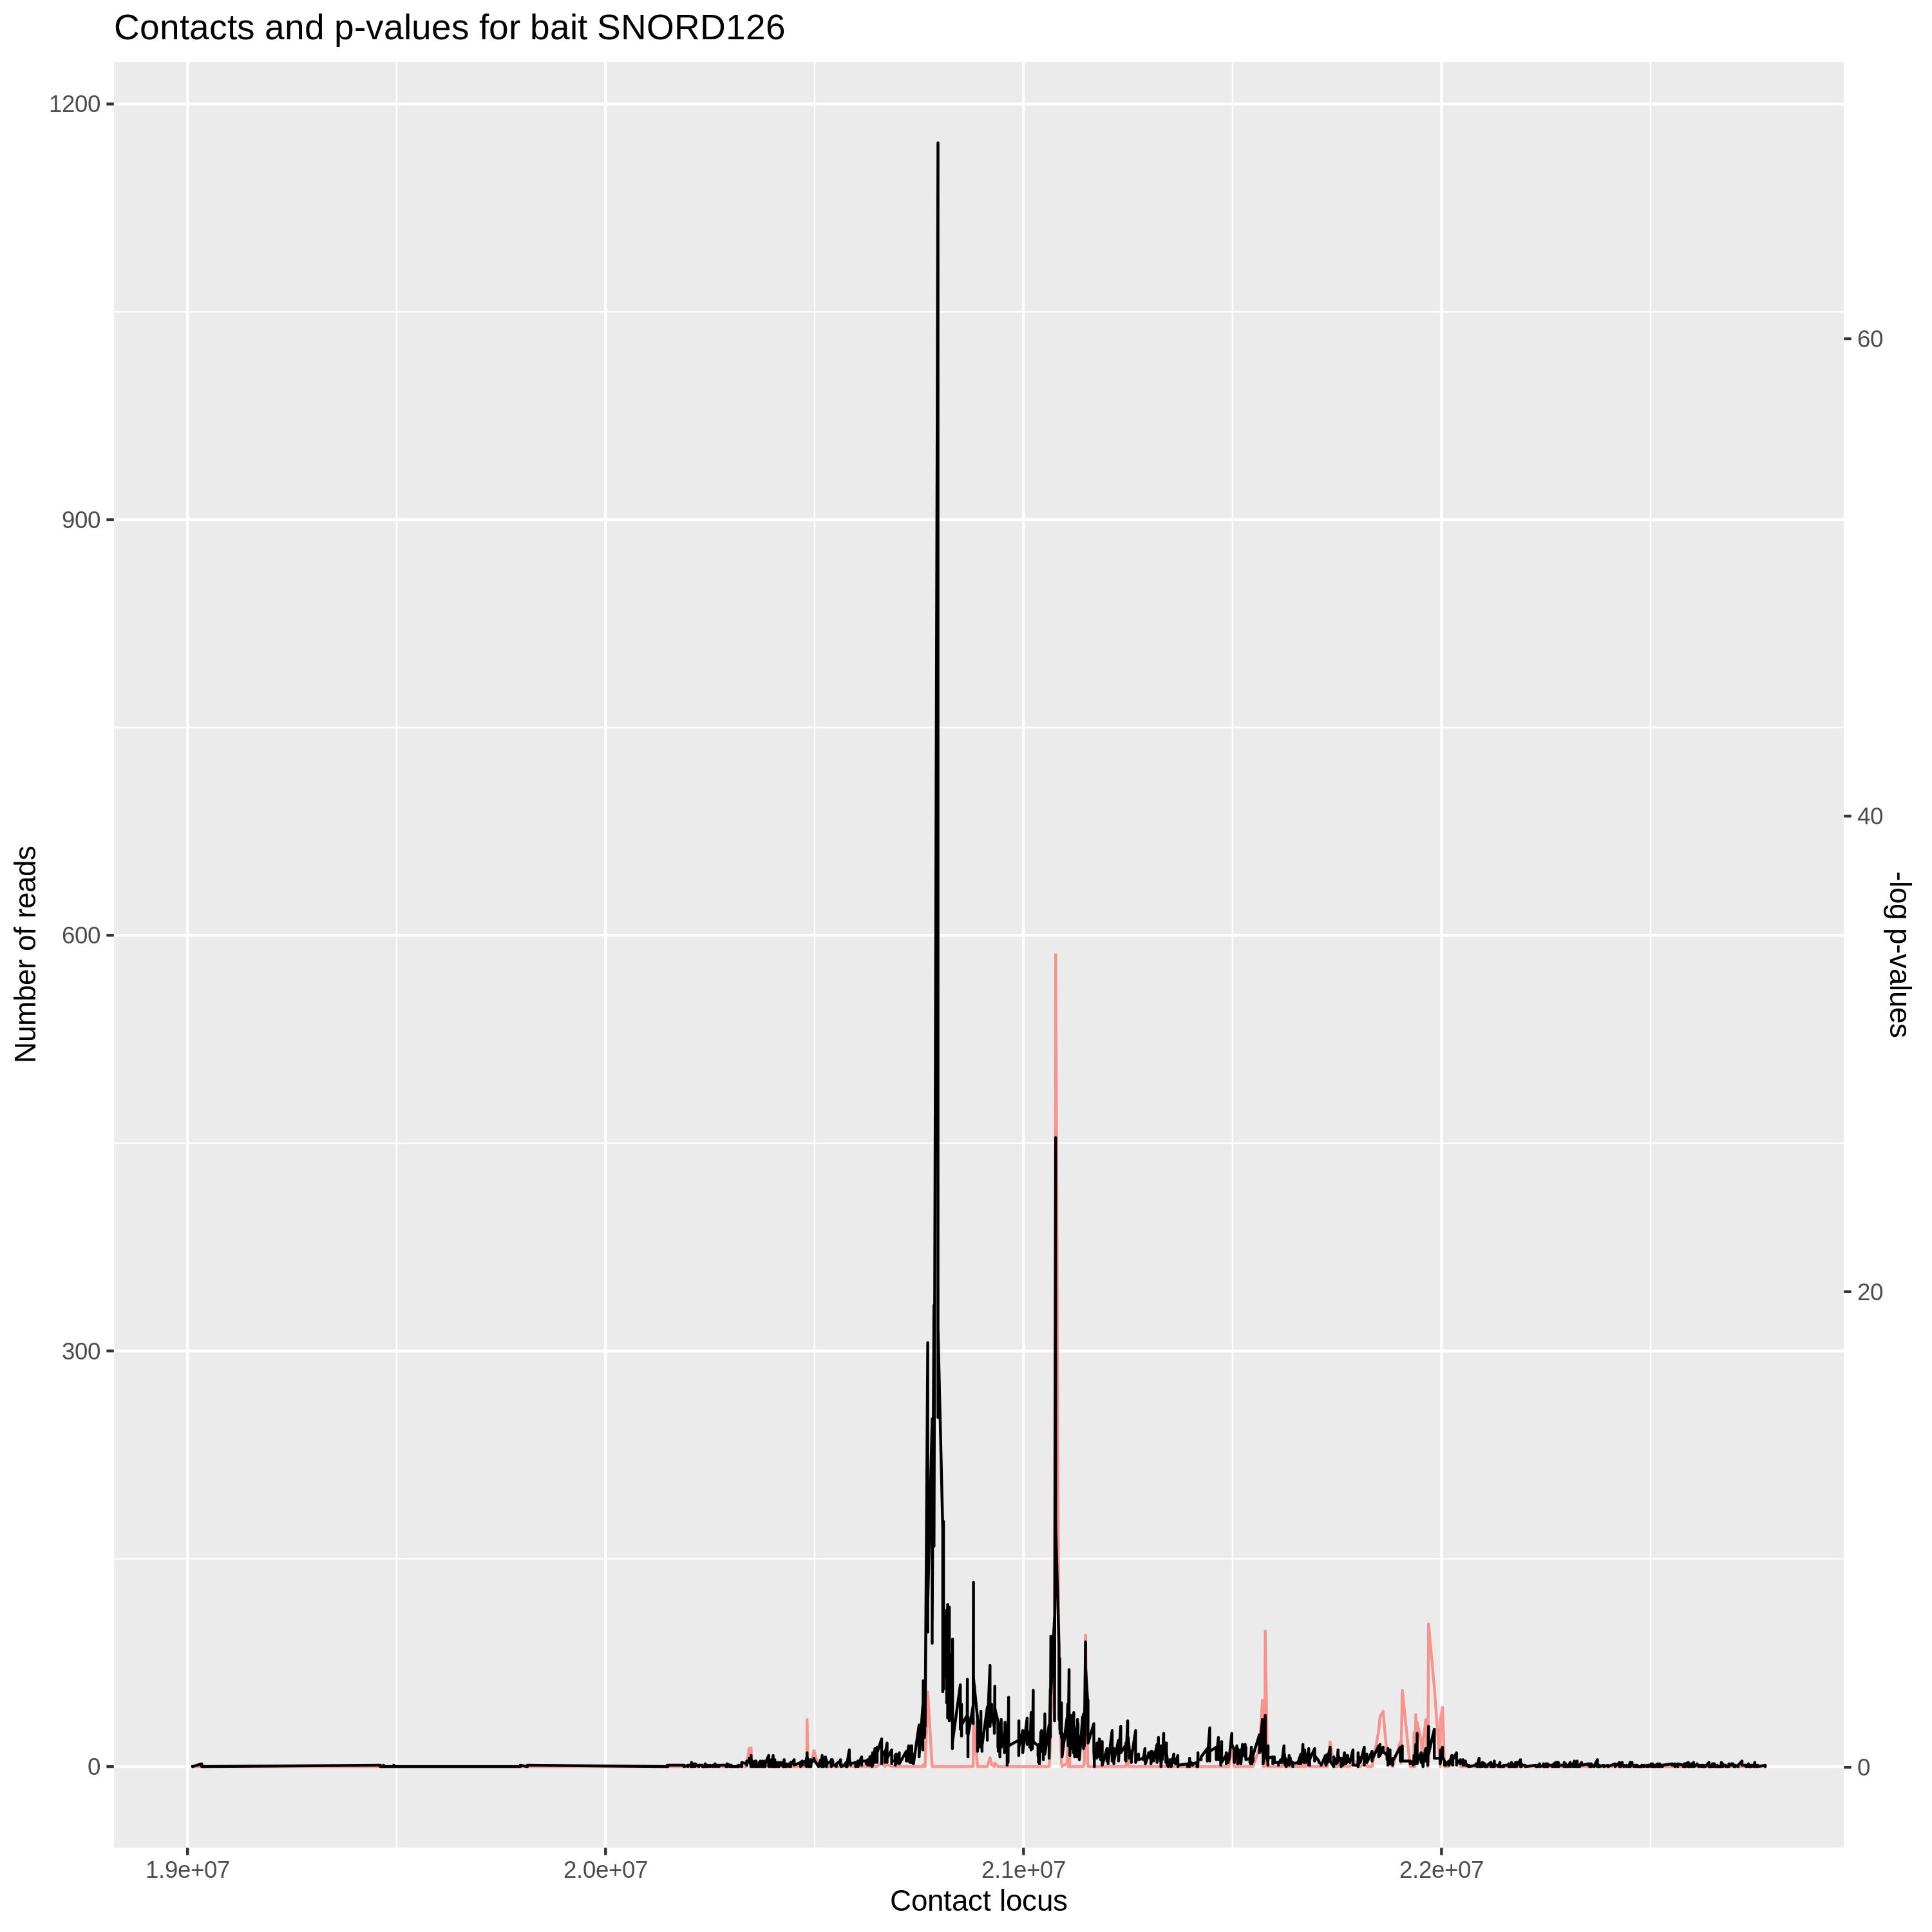 Contacts and p-values for bait SNORD126
1200
900
600
300
0
Number of reads
60
40
20
0
-log p-values
1.9e+07 2.0e+07 2.1e+07 2.2e+07
Contact locus